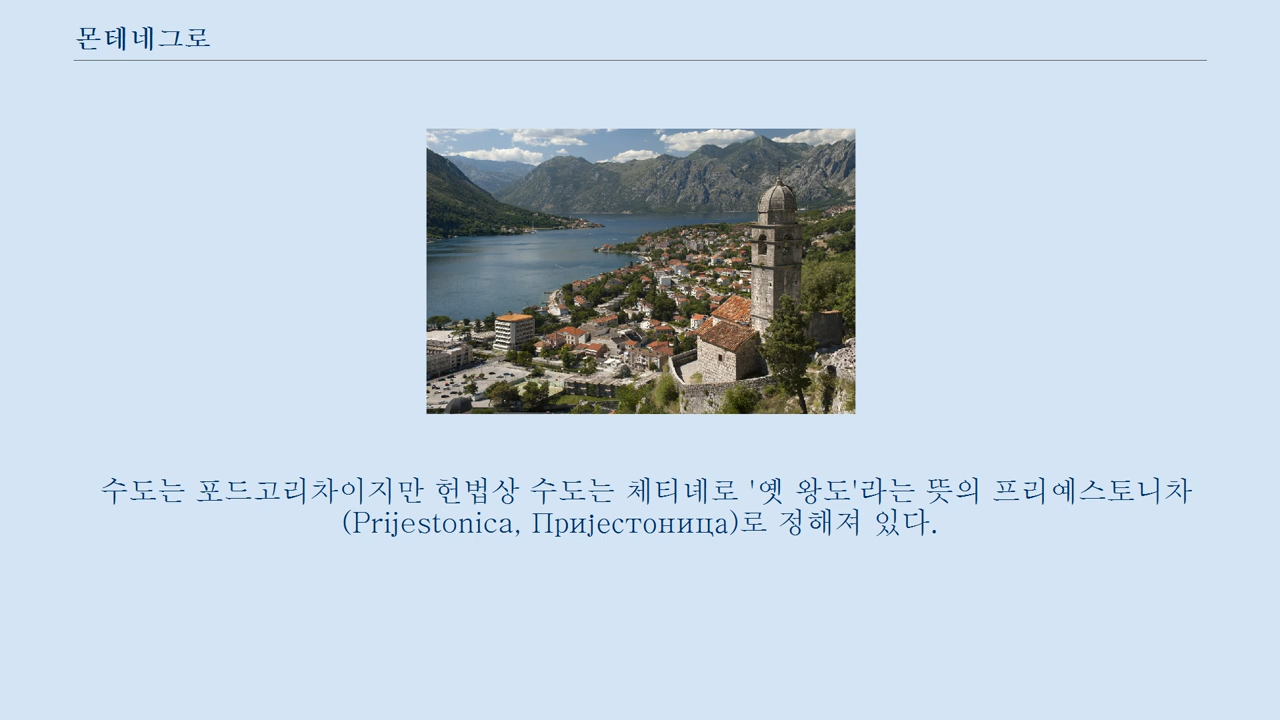 몬테네그로
수도는 포드고리차이지만 헌법상 수도는 체티녜로 '옛 왕도'라는 뜻의 프리예스토니차
(Prijestonica, Приjестоница)로 정해져 있다.